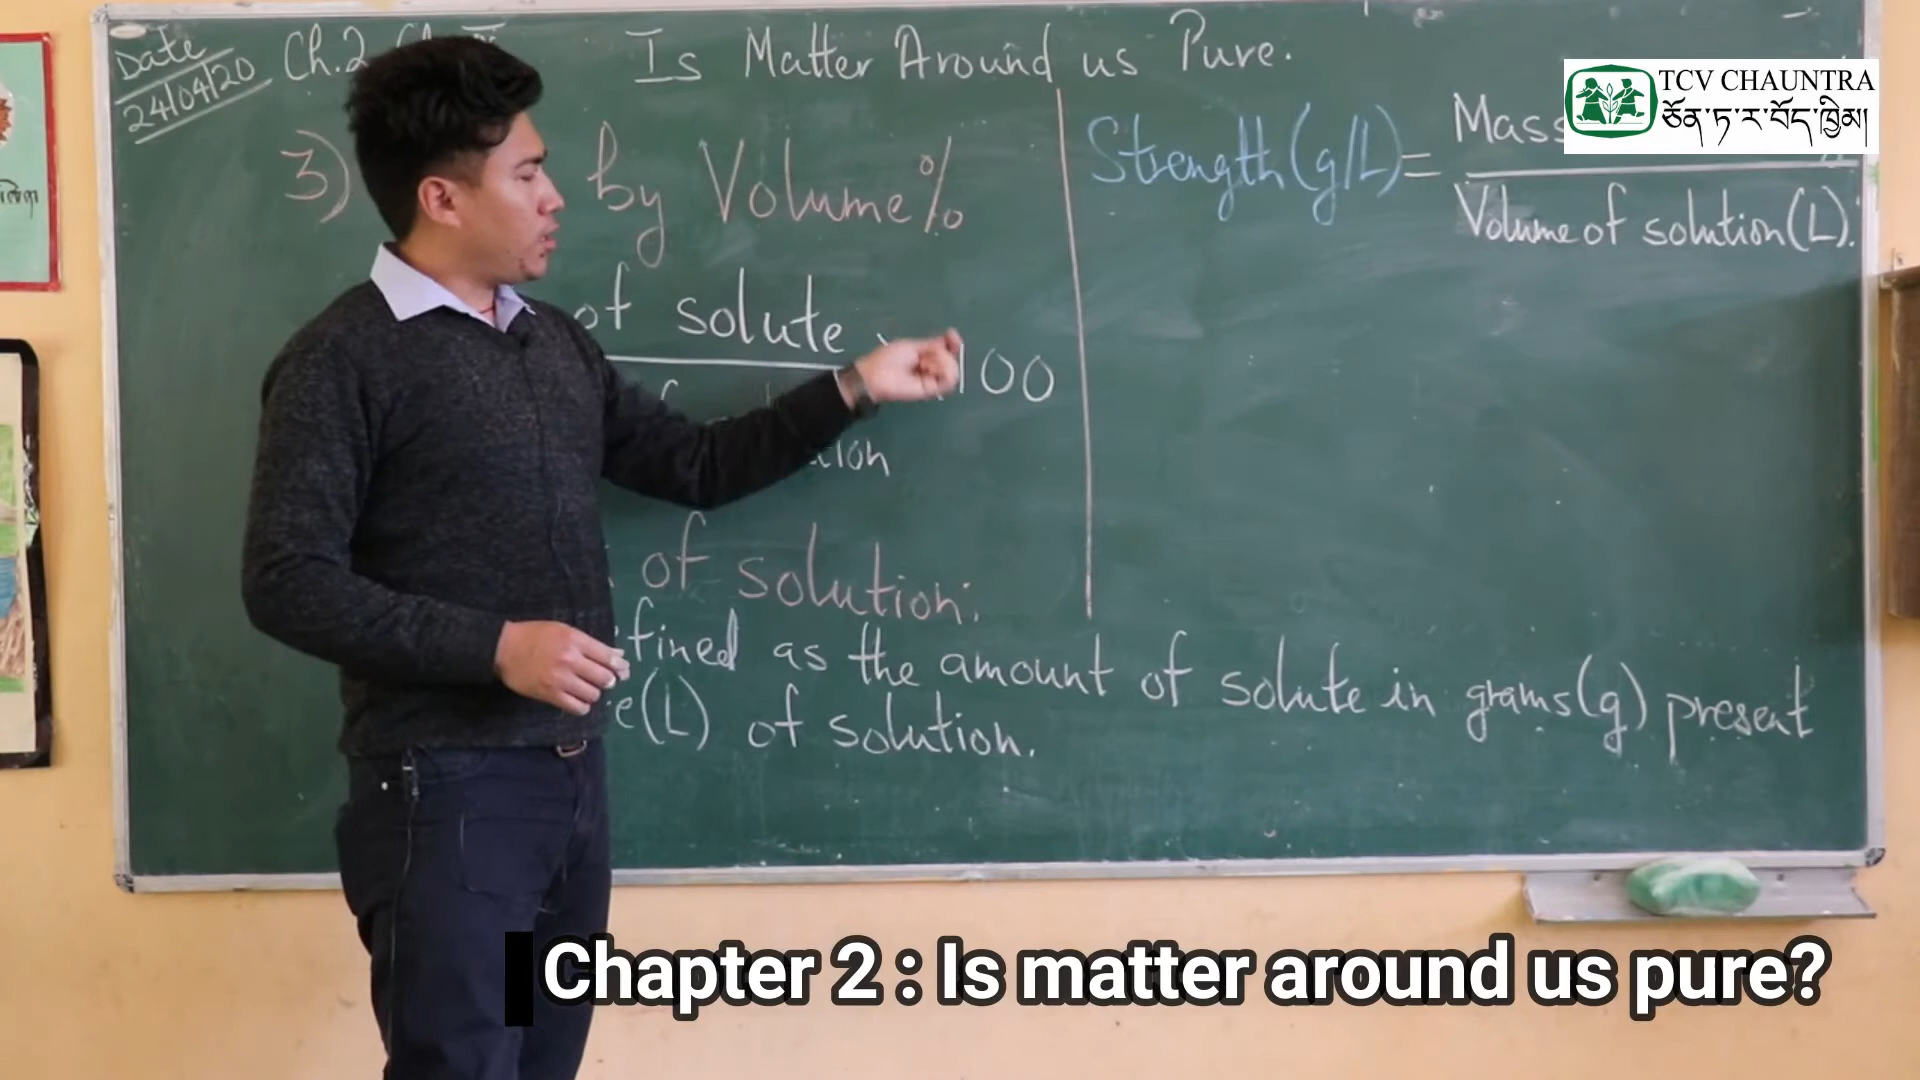 Date
24/04/20
Ch.2
Is Matter Around us Pure.
TCV CHAUNTRA
ཅོན་ཏ་ར་བོད་ཁྱིམ།
3) by Volume%
of solute
100
of solution:
as the amount of solute in grams(g) present
(L) of solution.
Strength(g/L)= Mass
Volume of solution(L).
Chapter 2 : Is matter around us pure?